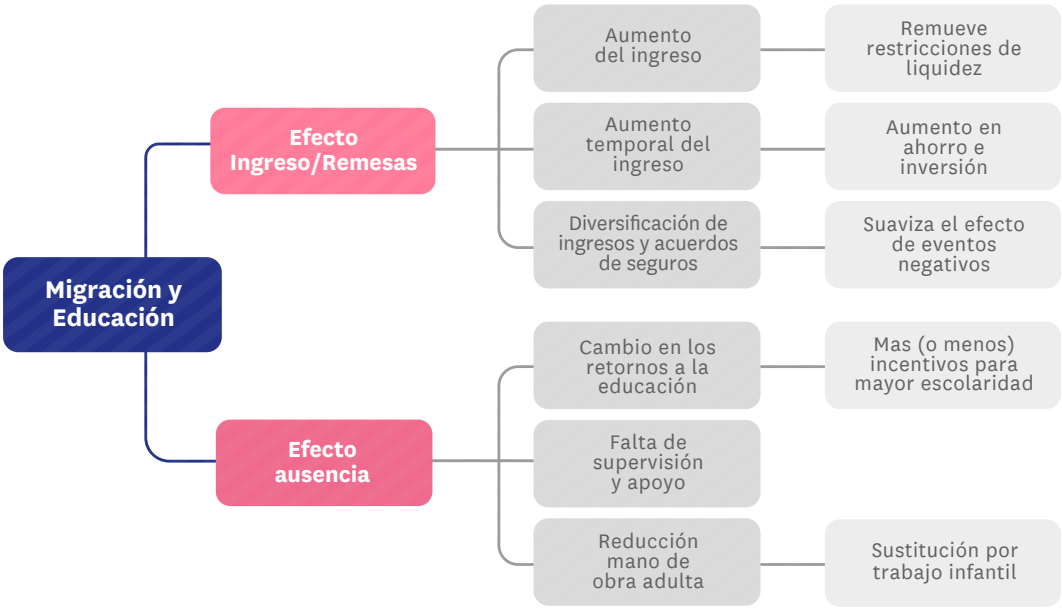 Migración y
Educación
Efecto
Ingreso/Remesas
Aumento
del ingreso
Remueve
restricciones de
liquidez
Aumento
temporal del
ingreso
Aumento en
ahorro e
inversión
Diversificación de
ingresos y acuerdos
de seguros
Suaviza el efecto
de eventos
negativos
Efecto
ausencia
Cambio en los
retornos a la
educación
Mas (o menos)
incentivos para
mayor escolaridad
Falta de
supervisión
y apoyo
Reducción
mano de
obra adulta
Sustitución por
trabajo infantil